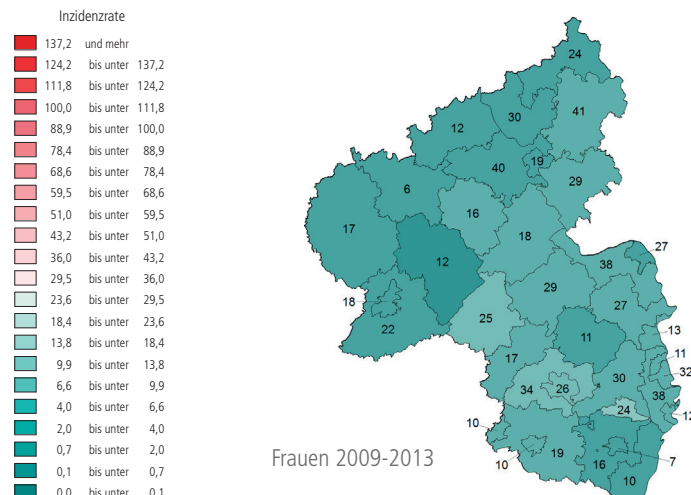 Inzidenzrate
137,2 und mehr
124,2 bis unter 137,2
111,8 bis unter 124,2
100,0 bis unter 111,8
88,9 bis unter 100,0
78,4 bis unter 88,9
68,6 bis unter 78,4
59,5 bis unter 68,6
51,0 bis unter 59,5
43,2 bis unter 51,0
36,0 bis unter 43,2
29,5 bis unter 36,0
23,6 bis unter 29,5
18,4 bis unter 23,6
13,8 bis unter 18,4
9,9 bis unter 13,8
6,6 bis unter 9,9
4,0 bis unter 6,6
2,0 bis unter 4,0
0,7 bis unter 2,0
0,1 bis unter 0,7
0,0 bis unter 0,1
24
30
41
12
19
40
29
6
16
17
18
27
38
12
29
27
18
25
13
22
11
11
17
32
30
34
26
38
24
12
10
10
19
7
16
10
Frauen 2009-2013